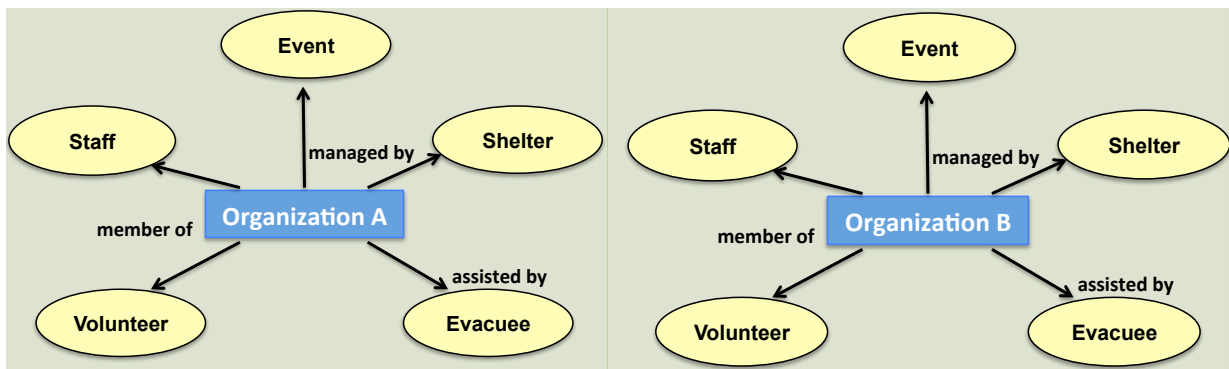 Event
Staff
managed by
Shelter
Organization A
member of
assisted by
Volunteer
Evacuee
Event
Staff
managed by
Shelter
Organization B
member of
assisted by
Volunteer
Evacuee